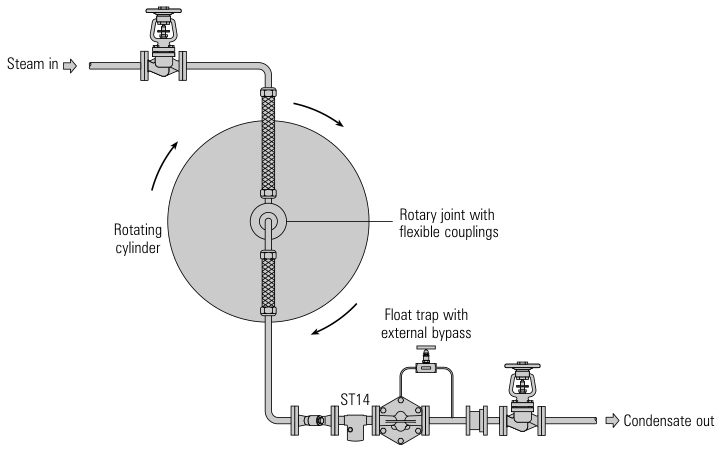 Steam in
Rotating
cylinder
Rotary joint with
flexible couplings
Float trap with
external bypass
ST14
Condensate out